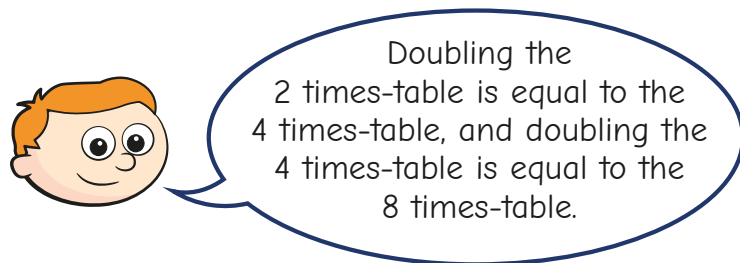 Doubling the
2 times-table is equal to the
4 times-table, and doubling the
4 times-table is equal to the
8 times-table.